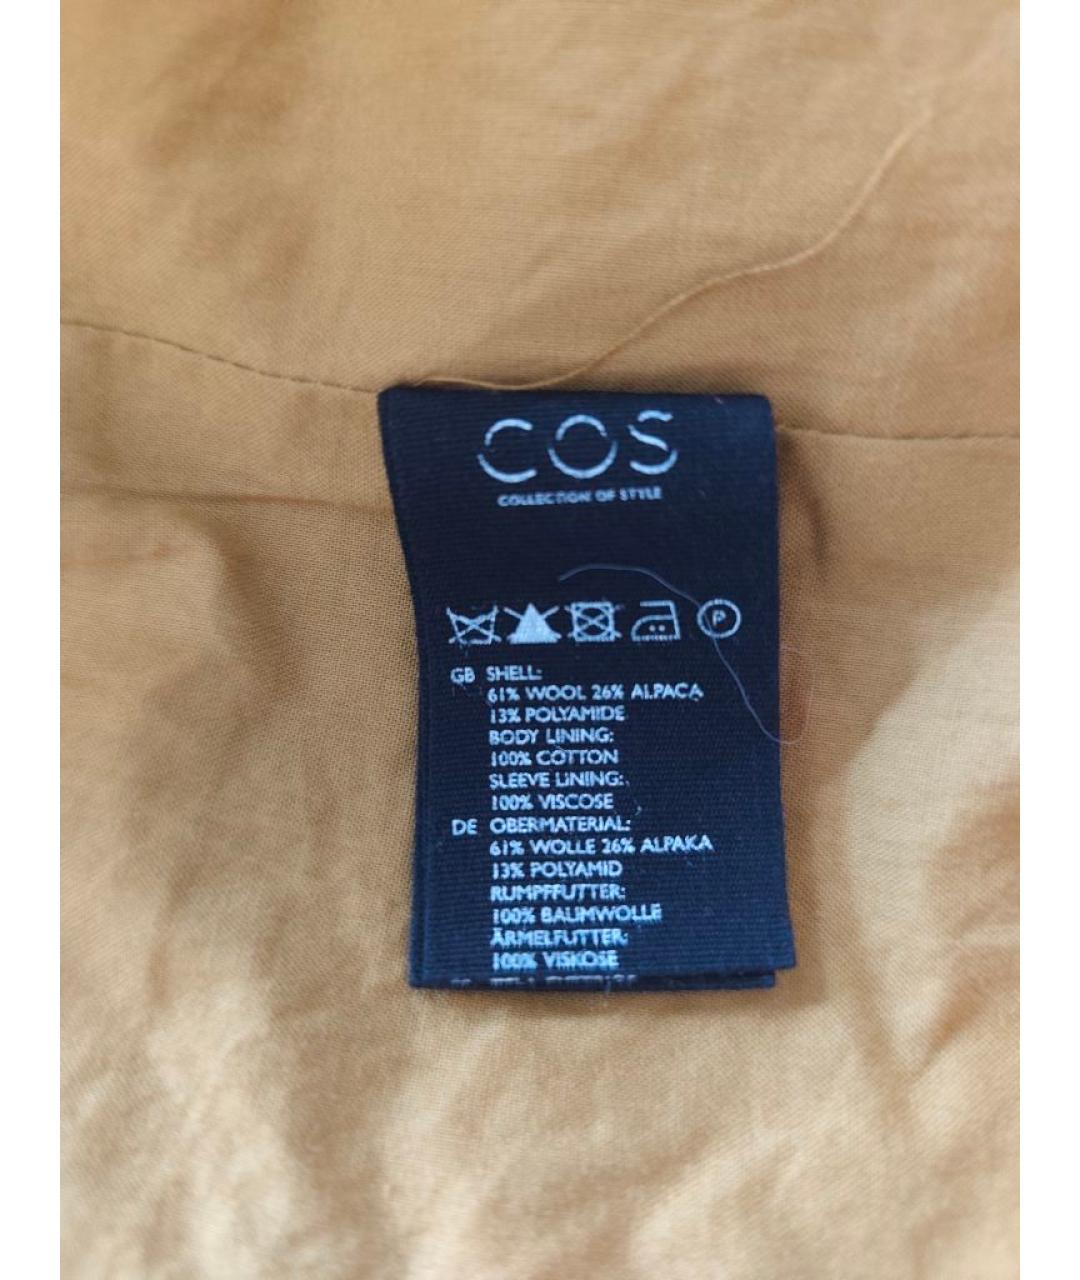 COS
COLLECTION OF STYLE
P
GB SHELL:
61% WOOL 26% ALPACA
13% POLYAMIDE
BODY LINING:
100% COTTON
SLEEVE LINING:
100% VISCOSE
DE OBERMATERIAL:
61% WOLLE 26% ALPAKA
13% POLYAMID
RUMPFFUTTER:
100% BAUMWOLLE
ÄRMELFUTTER:
100% VISKOSE